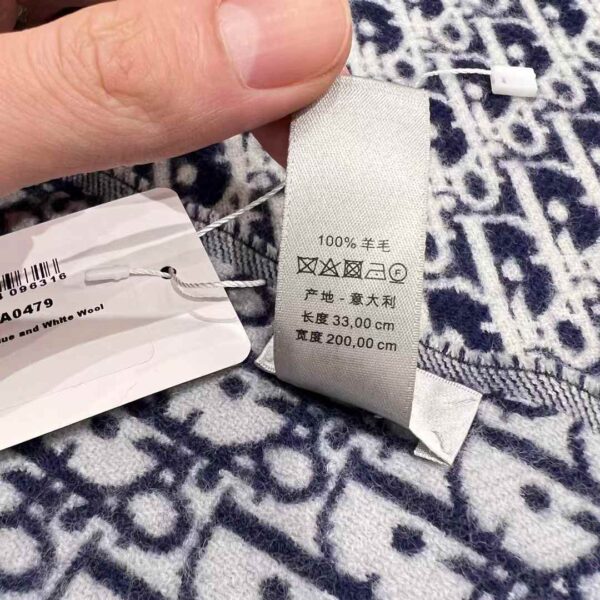 096316
A0479
and White Wool
100% 羊毛
产地 - 意大利
长度 33,00 cm
宽度 200,00 cm